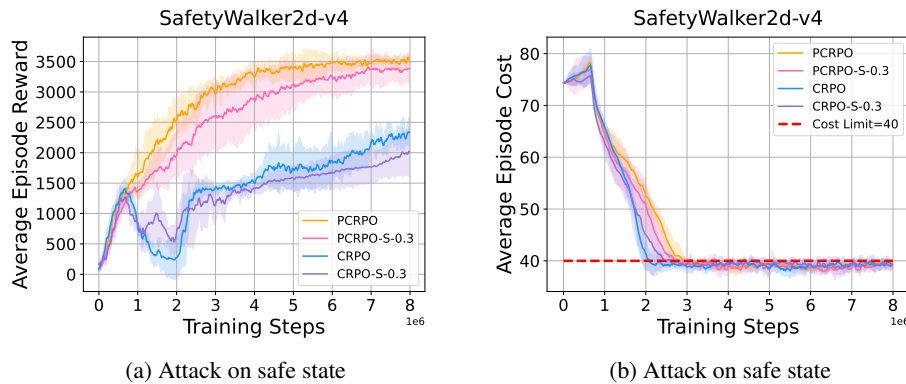 SafetyWalker2d-v4
Average Episode Reward
3500
3000
2500
2000
1500
1000
500
0
PCRPO
PCRPO-S-0.3
CRPO
CRPO-S-0.3
0 1 2 3 4 5 6 7 8
1e6
Training Steps
(a) Attack on safe state
SafetyWalker2d-v4
Average Episode Cost
80
70
60
50
40
PCRPO
PCRPO-S-0.3
CRPO
CRPO-S-0.3
Cost Limit=40
0 1 2 3 4 5 6 7 8
1e6
Training Steps
(b) Attack on safe state